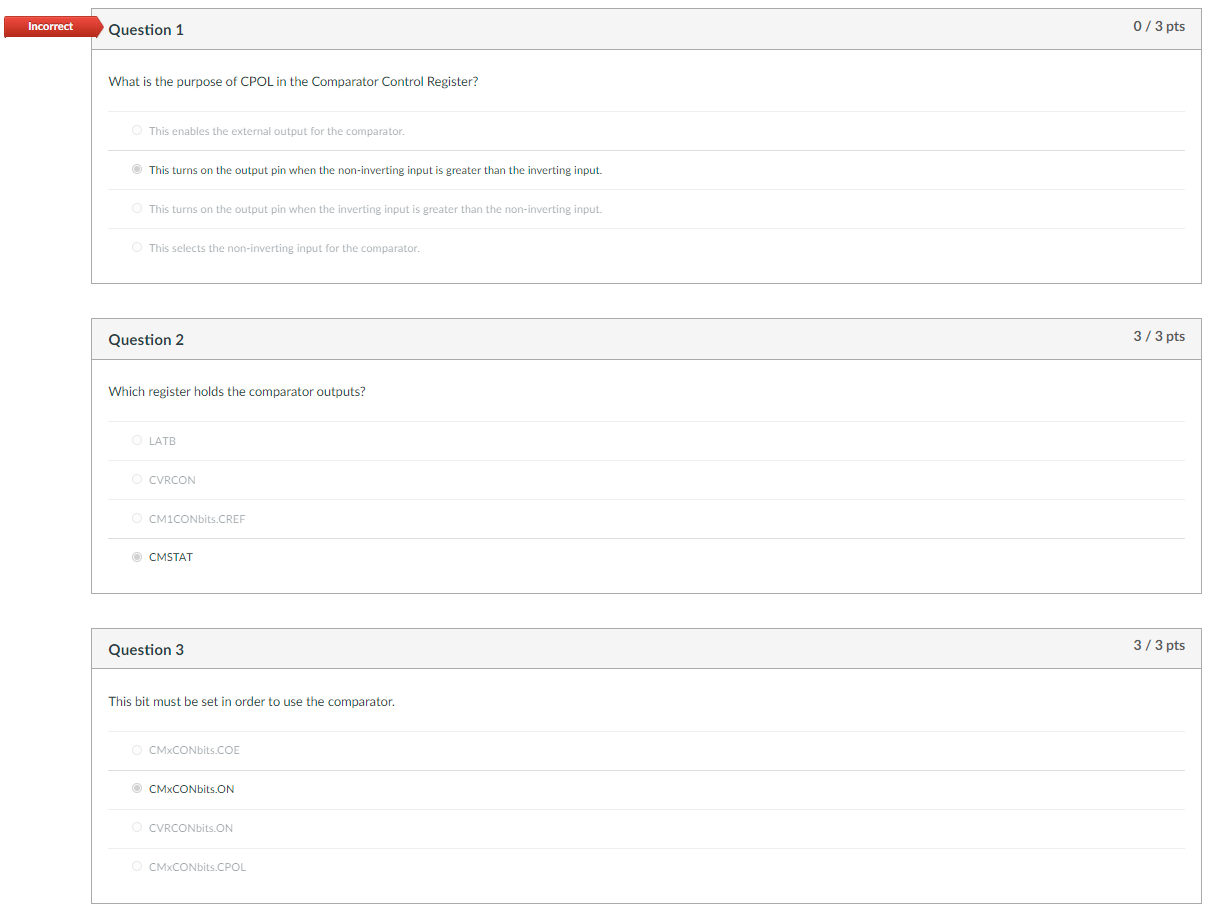 Incorrect
Question 1
0 / 3 pts
What is the purpose of CPOL in the Comparator Control Register?
This enables the external output for the comparator.
This turns on the output pin when the non-inverting input is greater than the inverting input.
This turns on the output pin when the inverting input is greater than the non-inverting input.
This selects the non-inverting input for the comparator.
Question 2
3 / 3 pts
Which register holds the comparator outputs?
LATB
CVRCON
CM1CONbits.CREF
CMSTAT
Question 3
3 / 3 pts
This bit must be set in order to use the comparator.
CMxCONbits.COE
CMxCONbits.ON
CVRCONbits.ON
CMxCONbits.CPOL